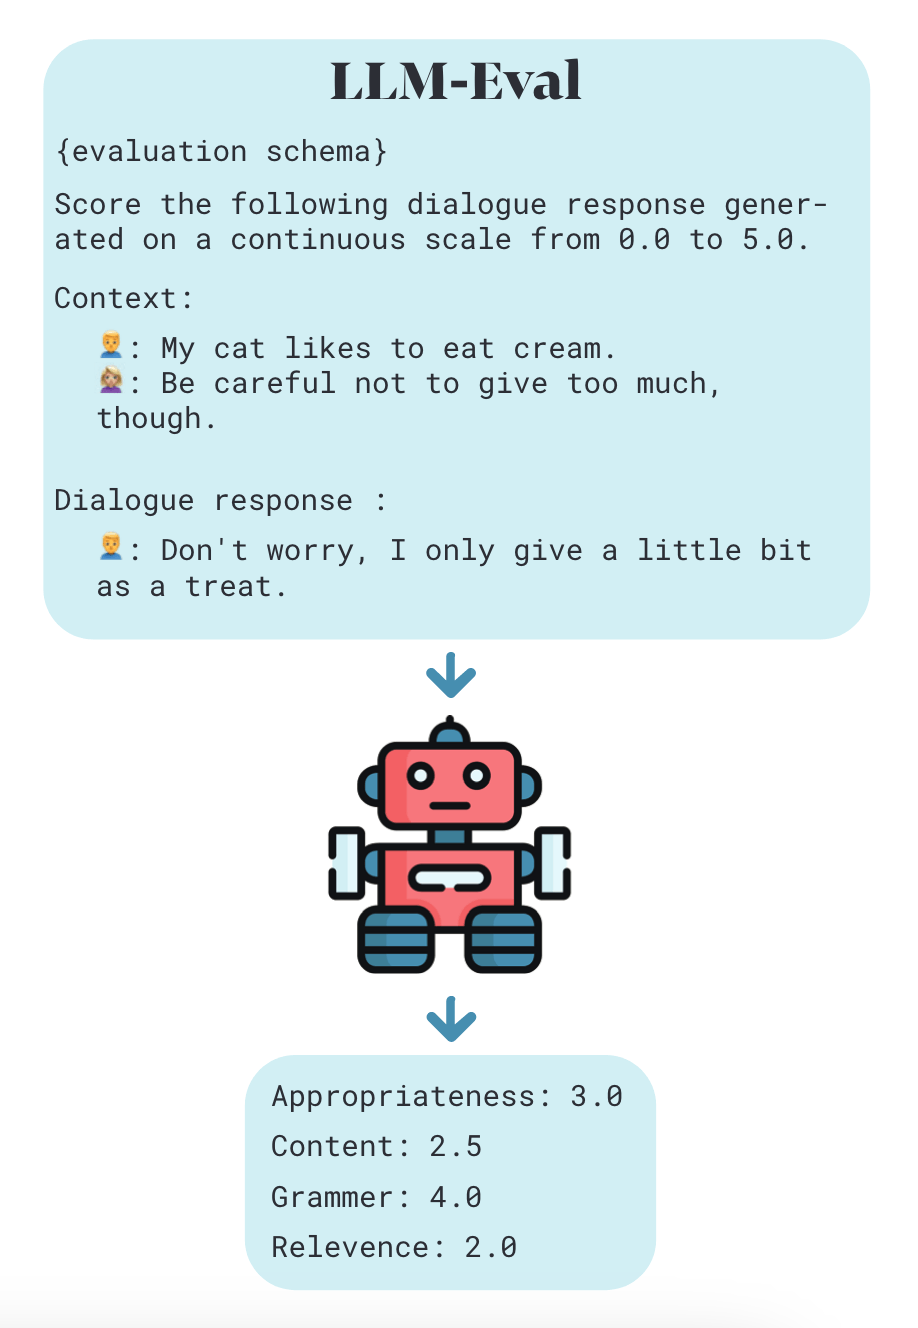 LLM-Eval
{evaluation schema}
Score the following dialogue response gener-
ated on a continuous scale from 0.0 to 5.0.
Context:
: My cat likes to eat cream.
: Be careful not to give too much,
though.
Dialogue response :
: Don't worry, I only give a little bit
as a treat.
Appropriateness: 3.0
Content: 2.5
Grammer: 4.0
Relevence: 2.0